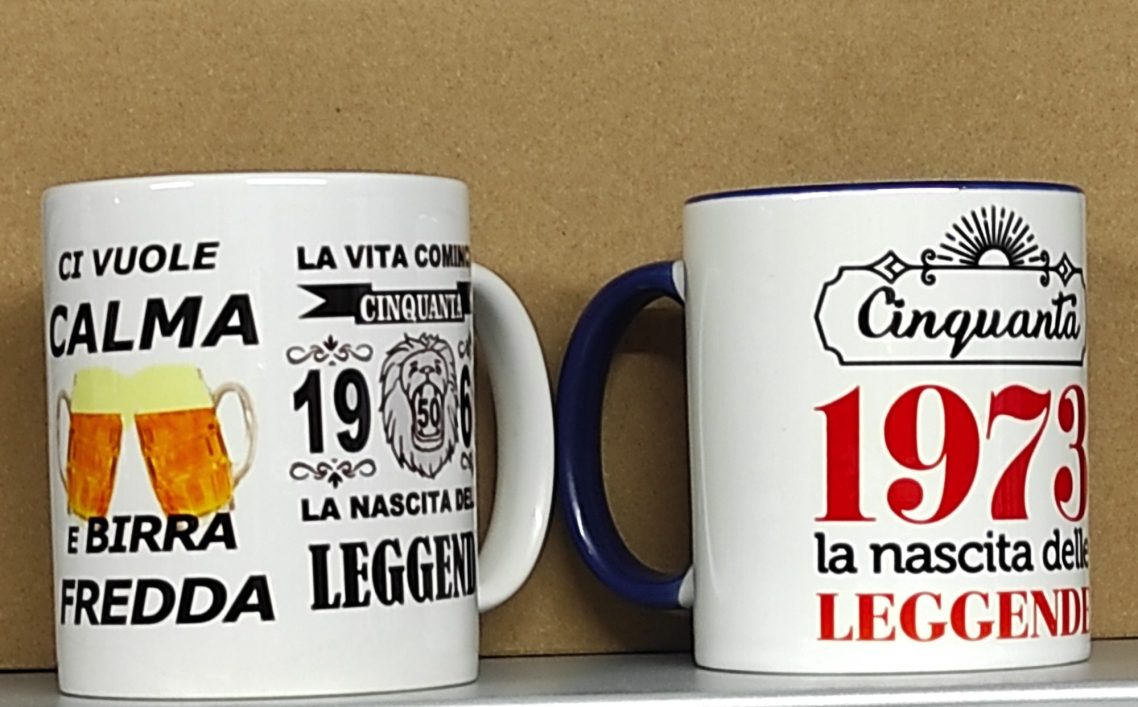 CI VUOLE
CALMA
E BIRRA
FREDDA
LA VITA COMINC
CINQUANTA
19 50 6
LA NASCITA DEL
LEGGEND
Cinquanta
1973
la nascita delle
LEGGENDE